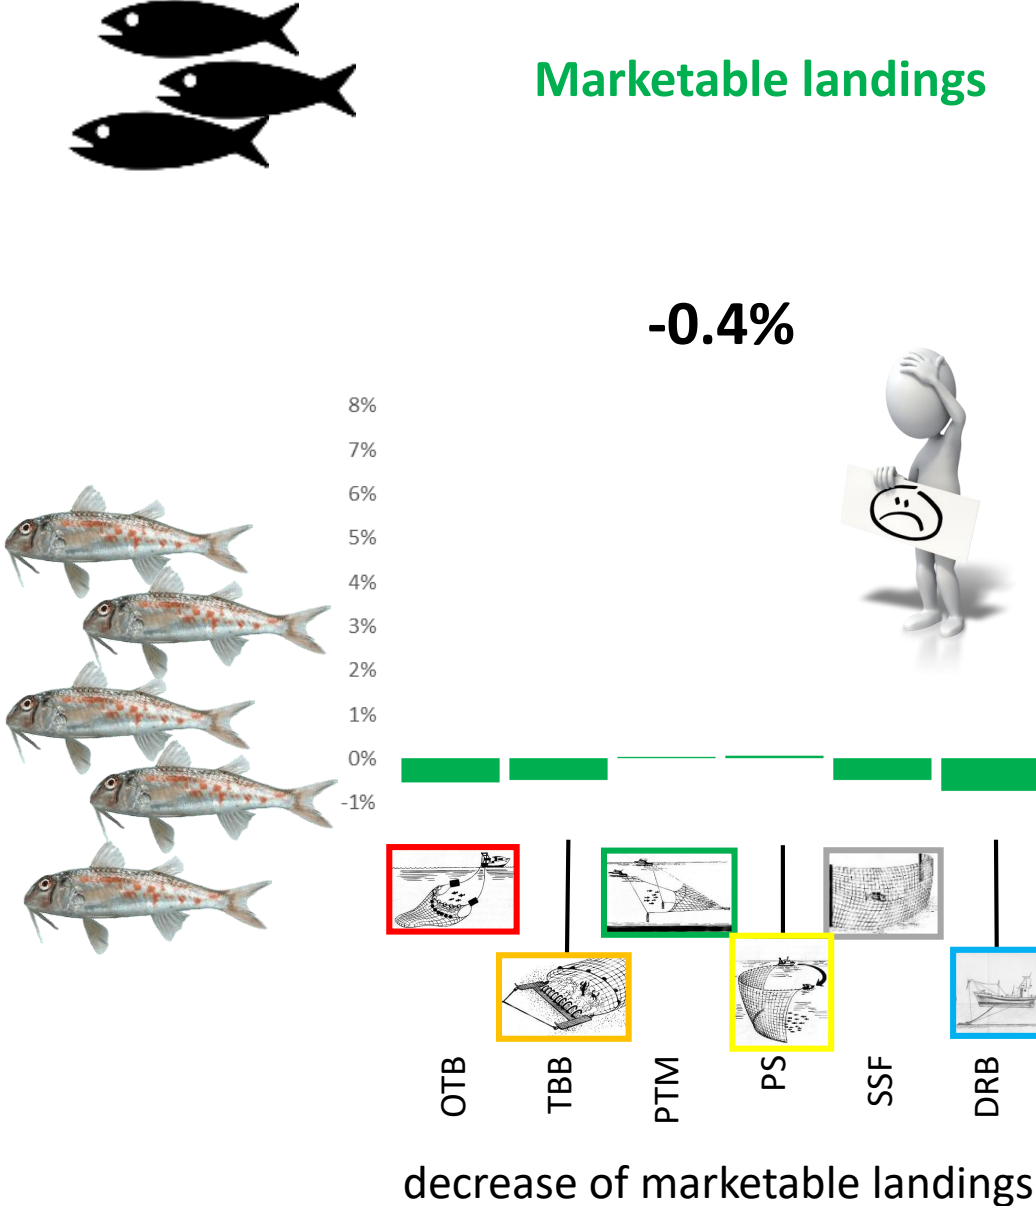 Marketable landings
-0.4%
8%
7%
6%
5%
4%
3%
2%
1%
0%
-1%
OTB
TBB
PTM
PS
SSF
DRB
decrease of marketable landings